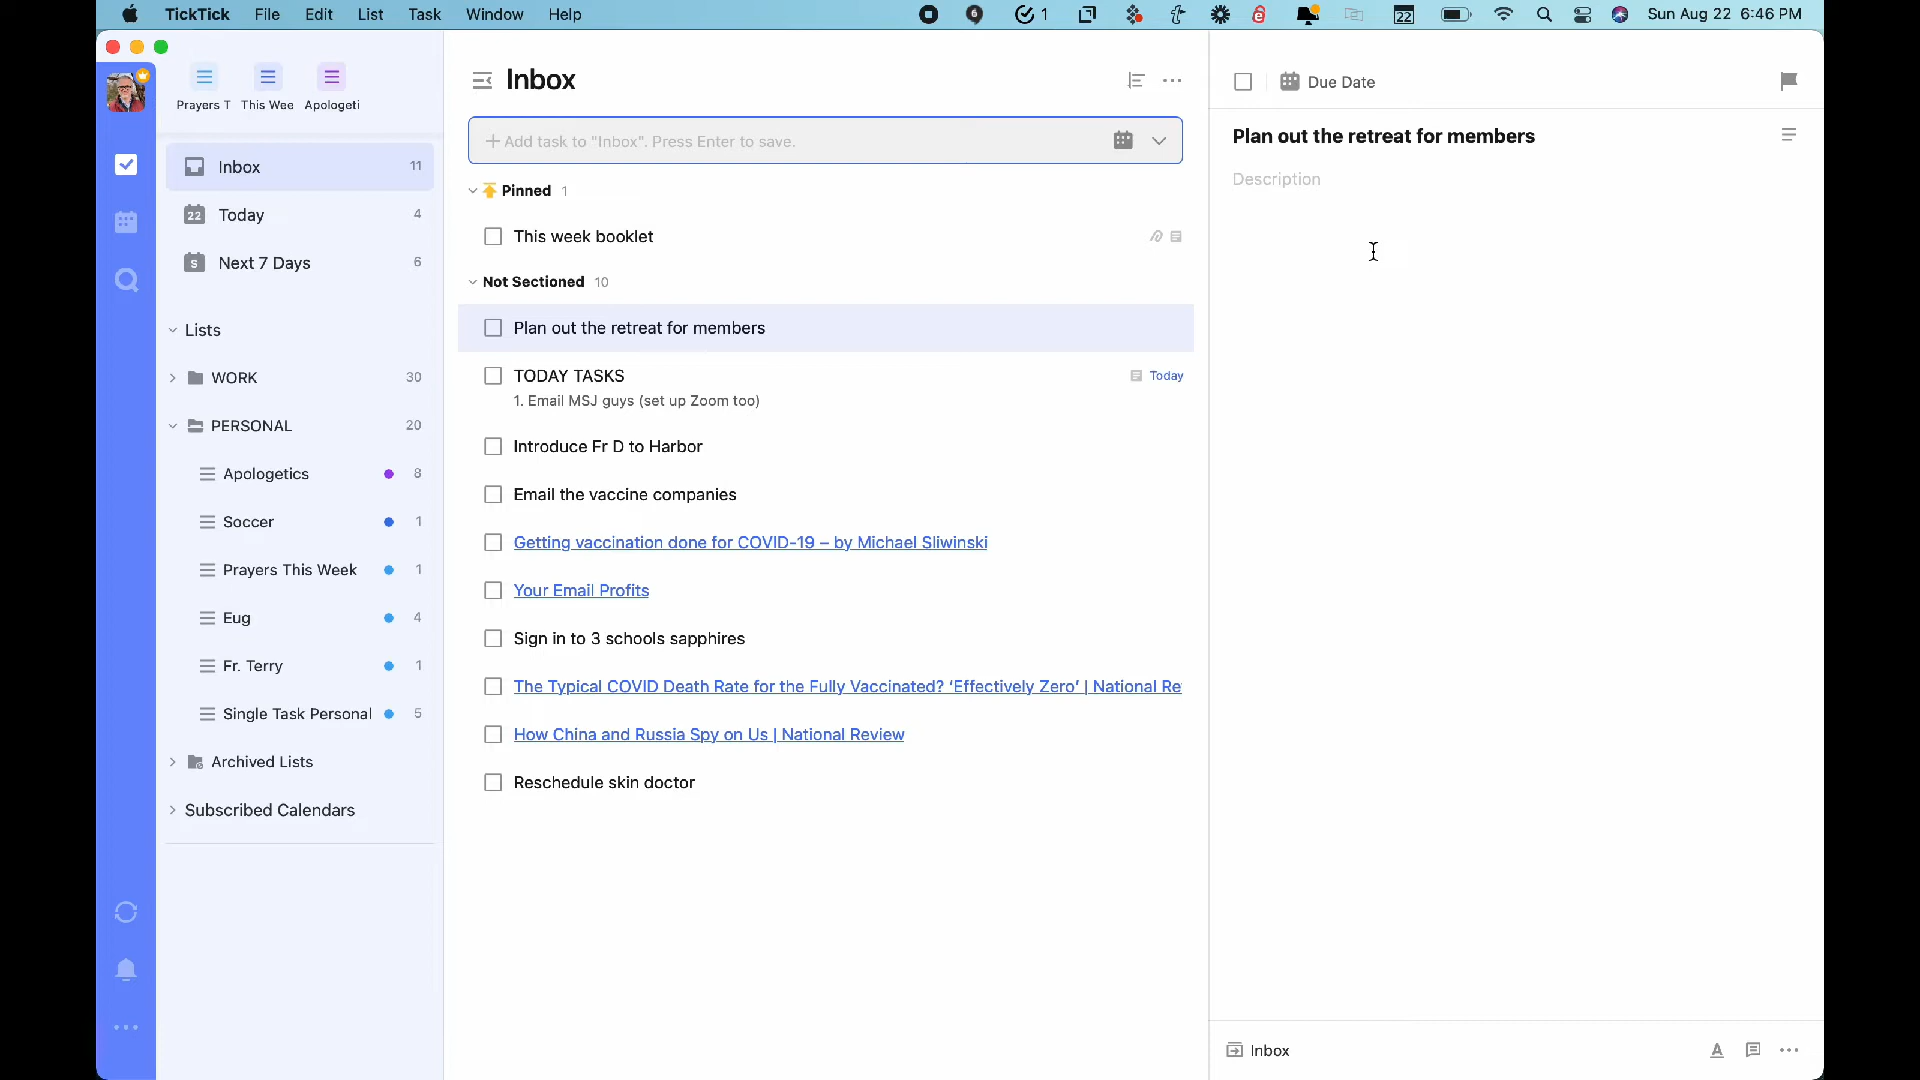 TickTick File Edit List Task Window Help 6 1 22 Sun Aug 22 6:46 PM
Prayers T This Wee Apologeti
Inbox 11
22 Today 4
S Next 7 Days 6
Lists
WORK 30
PERSONAL 20
Apologetics 8
Soccer 1
Prayers This Week 1
Eug 4
Fr. Terry 1
Single Task Personal 5
Archived Lists
Subscribed Calendars
Inbox
Add task to "Inbox". Press Enter to save.
Pinned 1
This week booklet
Not Sectioned 10
Plan out the retreat for members
TODAY TASKS Today
1. Email MSJ guys (set up Zoom too)
Introduce Fr D to Harbor
Email the vaccine companies
Getting vaccination done for COVID-19 – by Michael Sliwinski
Your Email Profits
Sign in to 3 schools sapphires
The Typical COVID Death Rate for the Fully Vaccinated? ‘Effectively Zero’ | National Re
How China and Russia Spy on Us | National Review
Reschedule skin doctor
Due Date
Plan out the retreat for members
Description
Inbox A